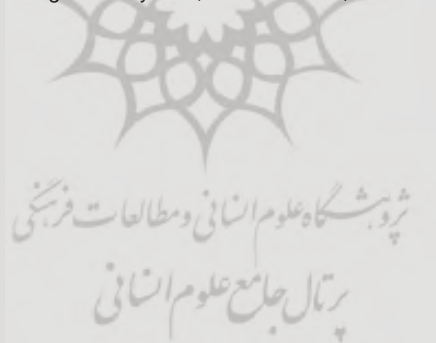 پژوهشگاه علوم انسانی و مطالعات فرهنگی
پرتال جامع علوم انسانی